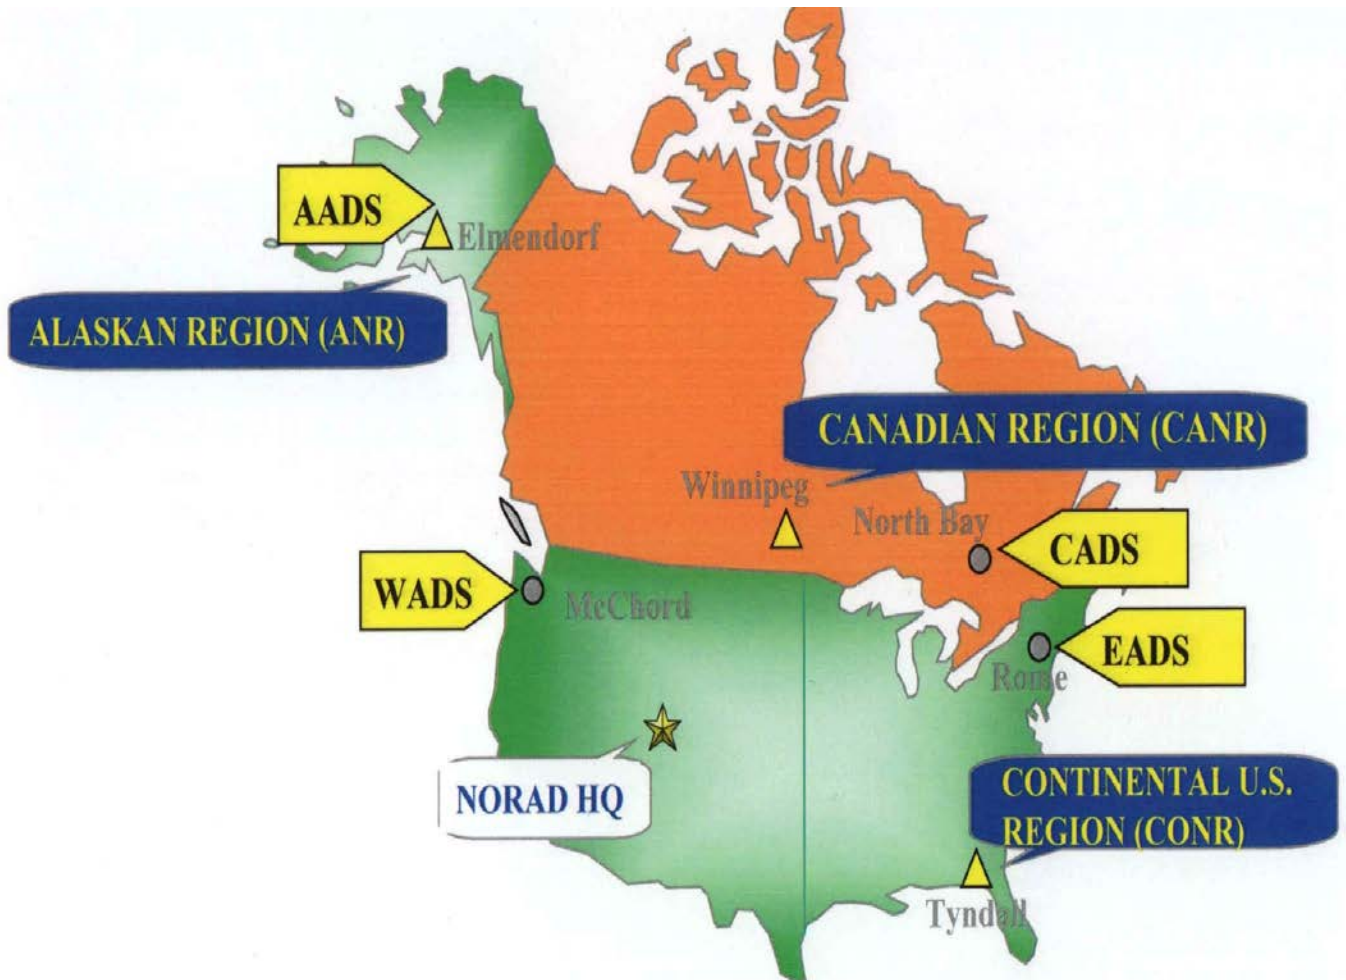 AADS
Elmendorf
ALASKAN REGION (ANR)
CANADIAN REGION (CANR)
Winnipeg
North Bay
CADS
WADS
McChord
EADS
Rome
NORAD HQ
CONTINENTAL U.S.
REGION (CONR)
Tyndall